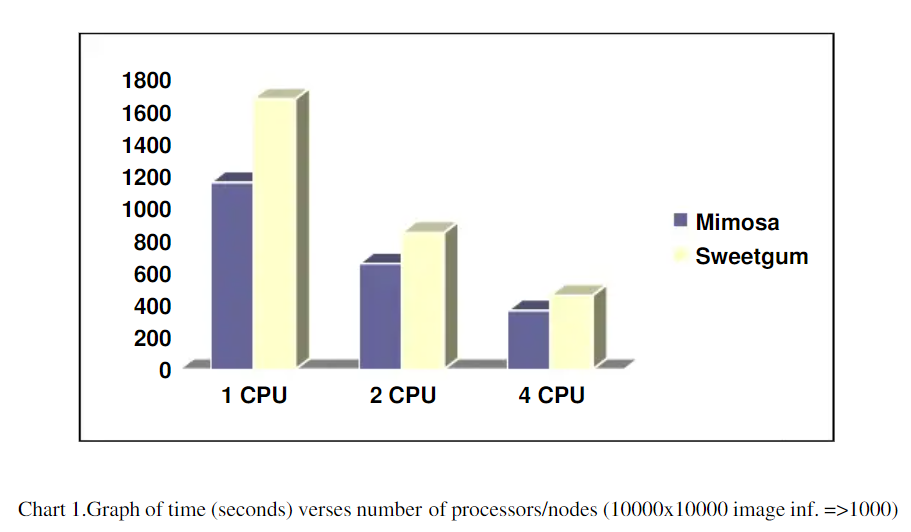 1800
1600
1400
1200
1000
800
600
400
200
0
1 CPU 2 CPU 4 CPU
Mimosa
Sweetgum
Chart 1.Graph of time (seconds) verses number of processors/nodes (10000x10000 image inf. =>1000)